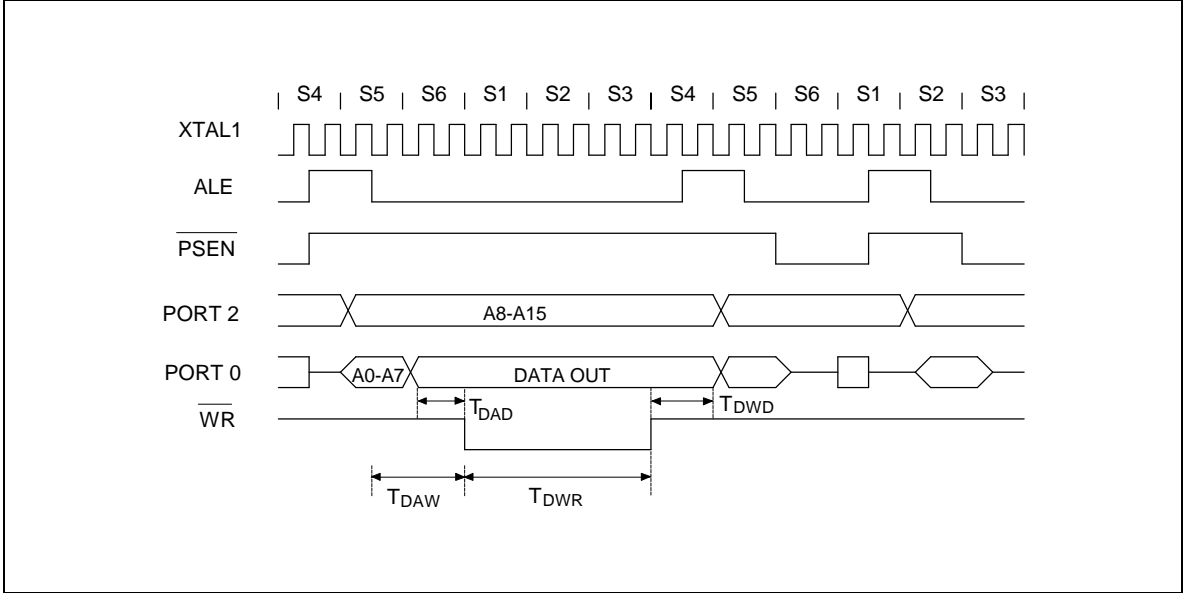 S4 S5 S6 S1 S2 S3 S4 S5 S6 S1 S2 S3
XTAL1
ALE
PSEN
PORT 2 A8-A15
PORT 0 A0-A7 DATA OUT
TDAD TDWD
WR
TDAW TDWR